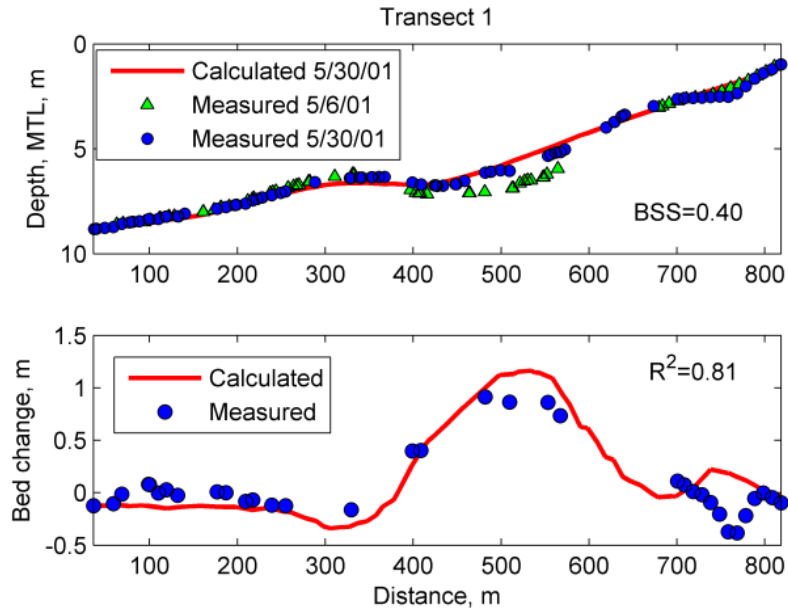 Transect 1
0
Calculated 5/30/01
Measured 5/6/01
Measured 5/30/01
5
10
Depth, MTL, m
BSS=0.40
100 200 300 400 500 600 700 800
1.5
Calculated
Measured
R²=0.81
1
0.5
0
-0.5
Bed change, m
100 200 300 400 500 600 700 800
Distance, m